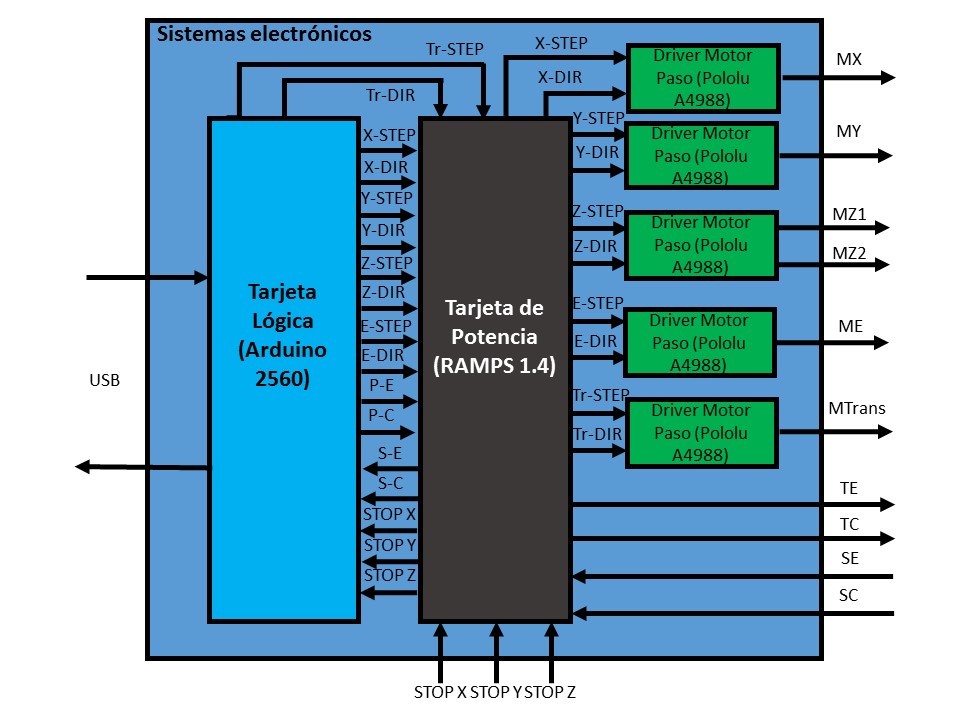 Sistemas electrónicos
Tr-STEP
Tr-DIR
X-STEP
X-DIR
Driver Motor
Paso (Pololu
A4988)
MX
Y-STEP
Y-DIR
Driver Motor
Paso (Pololu
A4988)
MY
Z-STEP
Z-DIR
Driver Motor
Paso (Pololu
A4988)
MZ1
MZ2
E-STEP
E-DIR
Driver Motor
Paso (Pololu
A4988)
ME
Tr-STEP
Tr-DIR
Driver Motor
Paso (Pololu
A4988)
MTrans
X-STEP
X-DIR
Y-STEP
Y-DIR
Z-STEP
Z-DIR
E-STEP
E-DIR
P-E
P-C
S-E
S-C
STOP X
STOP Y
STOP Z
Tarjeta
Lógica
(Arduino
2560)
Tarjeta de
Potencia
(RAMPS 1.4)
USB
TE
TC
SE
SC
STOP X STOP Y STOP Z